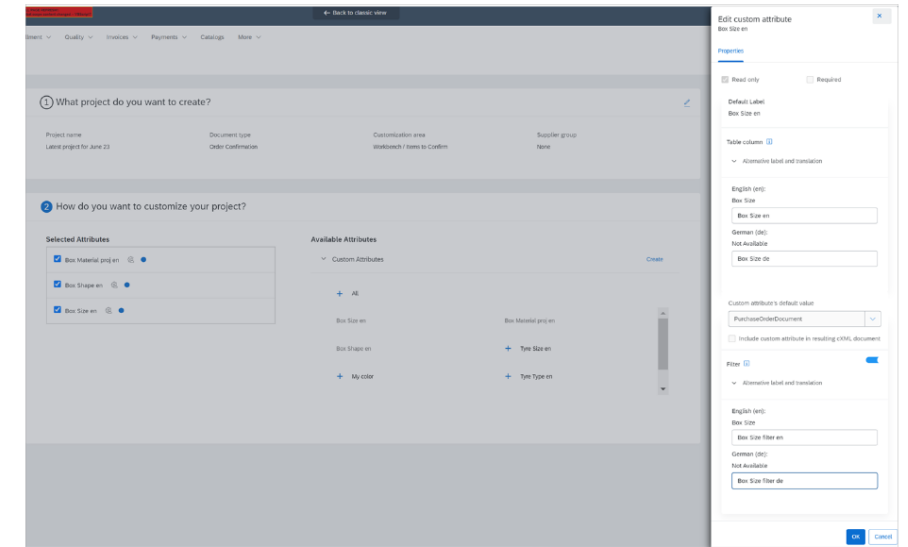 ← Back to classic view
Quality
Invoices
Payments
Catalogs
More
1 What project do you want to create?
Project name
Document type
Customization area
Supplier group
Latest project for June 23
Order Confirmation
Workbench / Items to Confirm
None
2 How do you want to customize your project?
Selected Attributes
Available Attributes
Box Material proj en
Box Shape en
Box Size en
Custom Attributes
Create
+ All
Box Size en
Box Material proj en
Box Shape en
+ Tyre Size en
+ My color
+ Tyre Type en
Edit custom attribute
Box Size en
×
Properties
Read only
Required
Default Label:
Box Size en
Table column
Alternative label and translation
English (en):
Box Size
Box Size en
German (de):
Not Available
Box Size de
Custom attribute's default value
PurchaseOrderDocument
Include custom attribute in resulting cXML document
Filter
Alternative label and translation
English (en):
Box Size
Box Size filter en
German (de):
Not Available
Box Size filter de
OK
Cancel